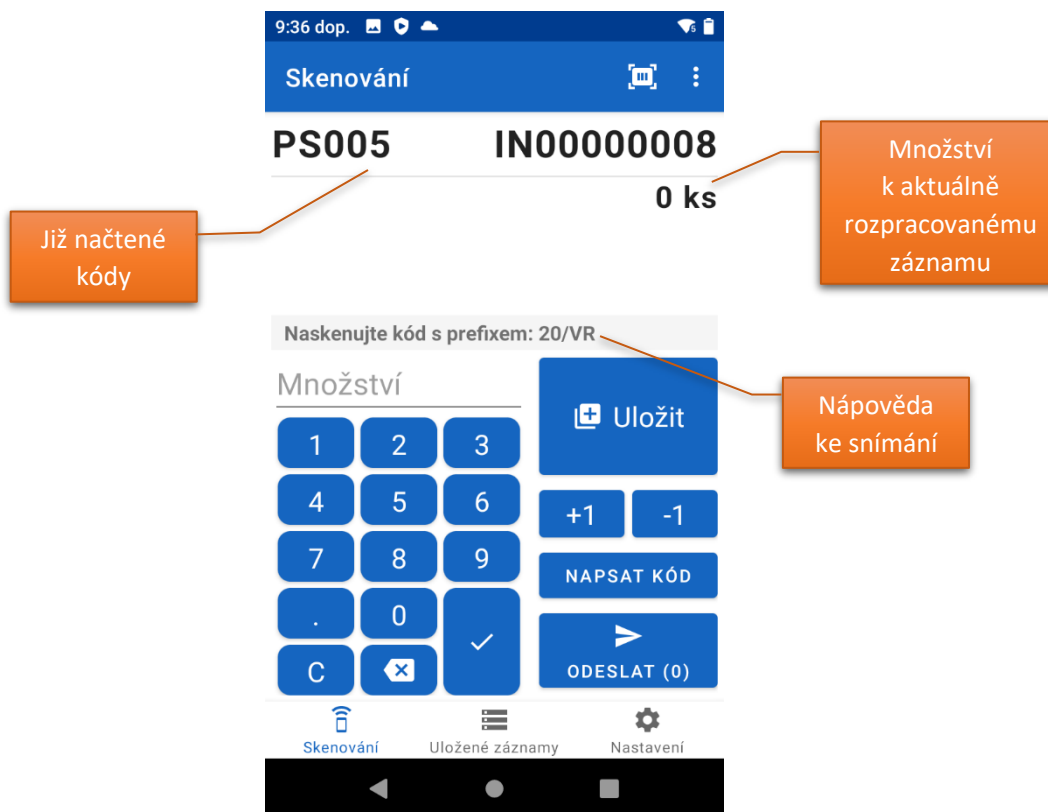 9:36 dop.
Skenování
PS005 IN00000008
0 ks
Množství
k aktuálně
rozpracovanému
záznamu
Již načtené
kódy
Naskenujte kód s prefixem: 20/VR
Množství
Uložit
Nápověda
ke snímání
1 2 3
4 5 6
+1 -1
7 8 9
NAPSAT KÓD
. 0
C
ODESLAT (0)
Skenování Uložené záznamy Nastavení